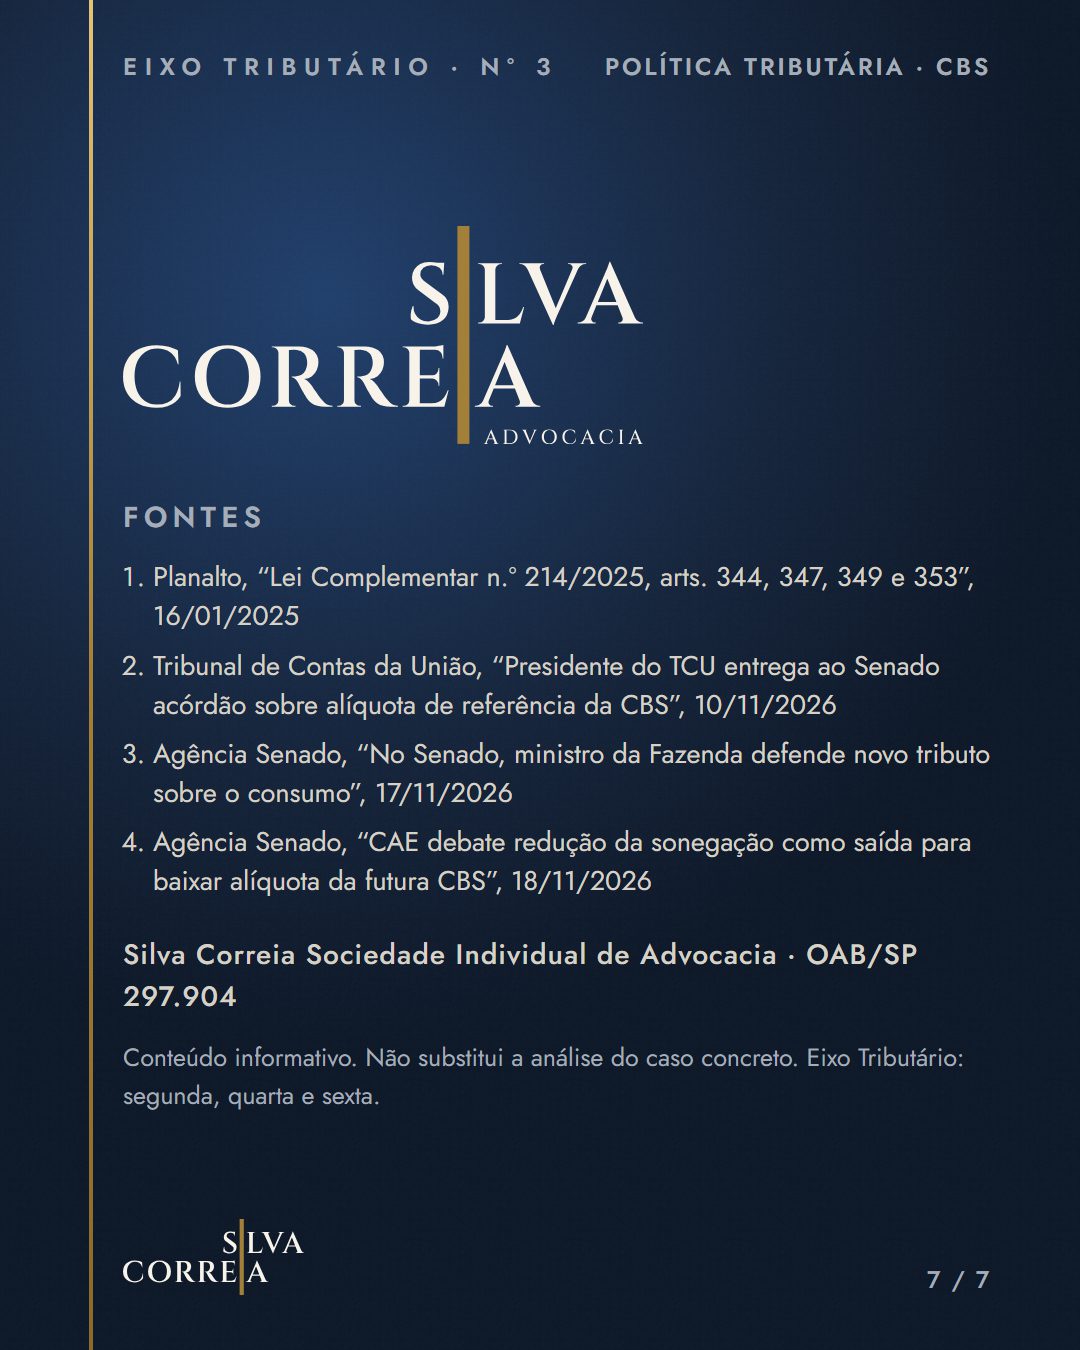 EIXO TRIBUTÁRIO · N° 3 POLÍTICA TRIBUTÁRIA · CBS
SILVA
CORREIA
ADVOCACIA
FONTES
1. Planalto, “Lei Complementar n.º 214/2025, arts. 344, 347, 349 e 353”,
16/01/2025
2. Tribunal de Contas da União, “Presidente do TCU entrega ao Senado
acórdão sobre alíquota de referência da CBS”, 10/11/2026
3. Agência Senado, “No Senado, ministro da Fazenda defende novo tributo
sobre o consumo”, 17/11/2026
4. Agência Senado, “CAE debate redução da sonegação como saída para
baixar alíquota da futura CBS”, 18/11/2026
Silva Correia Sociedade Individual de Advocacia · OAB/SP
297.904
Conteúdo informativo. Não substitui a análise do caso concreto. Eixo Tributário:
segunda, quarta e sexta.
SILVA
CORREIA
7 / 7